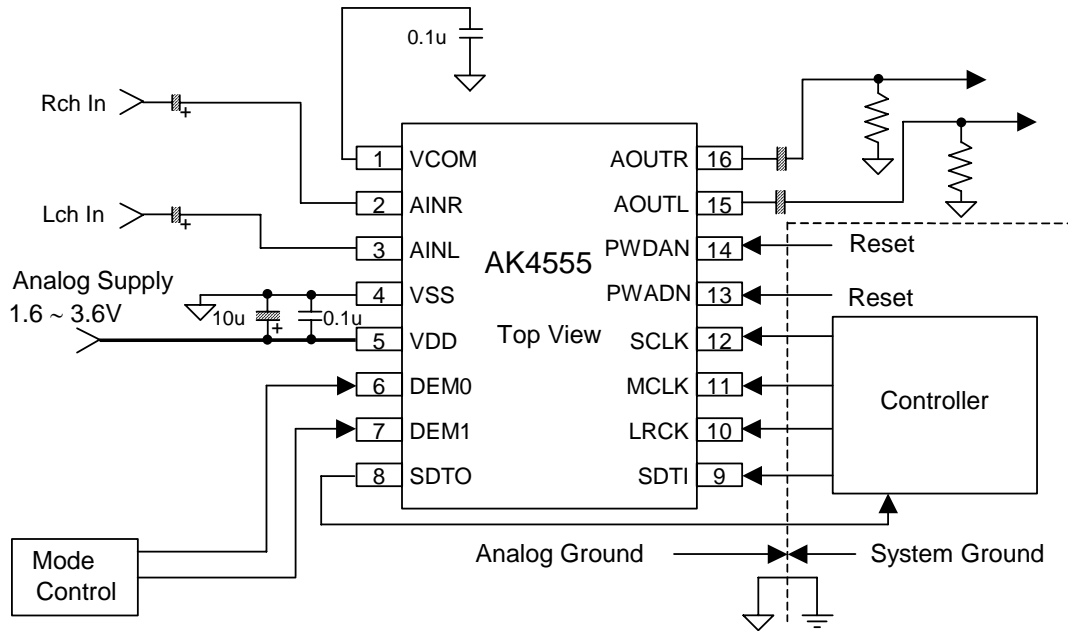 0.1u
Rch In
+
Lch In
+
Analog Supply
1.6 ~ 3.6V
10u
+
0.1u
1 VCOM
2 AINR
3 AINL
4 VSS
5 VDD
6 DEM0
7 DEM1
8 SDTO
AK4555
Top View
AOUTR 16
AOUTL 15
PWDAN 14
PWADN 13
SCLK 12
MCLK 11
LRCK 10
SDTI 9
Reset
Reset
Controller
Mode
Control
Analog Ground
System Ground